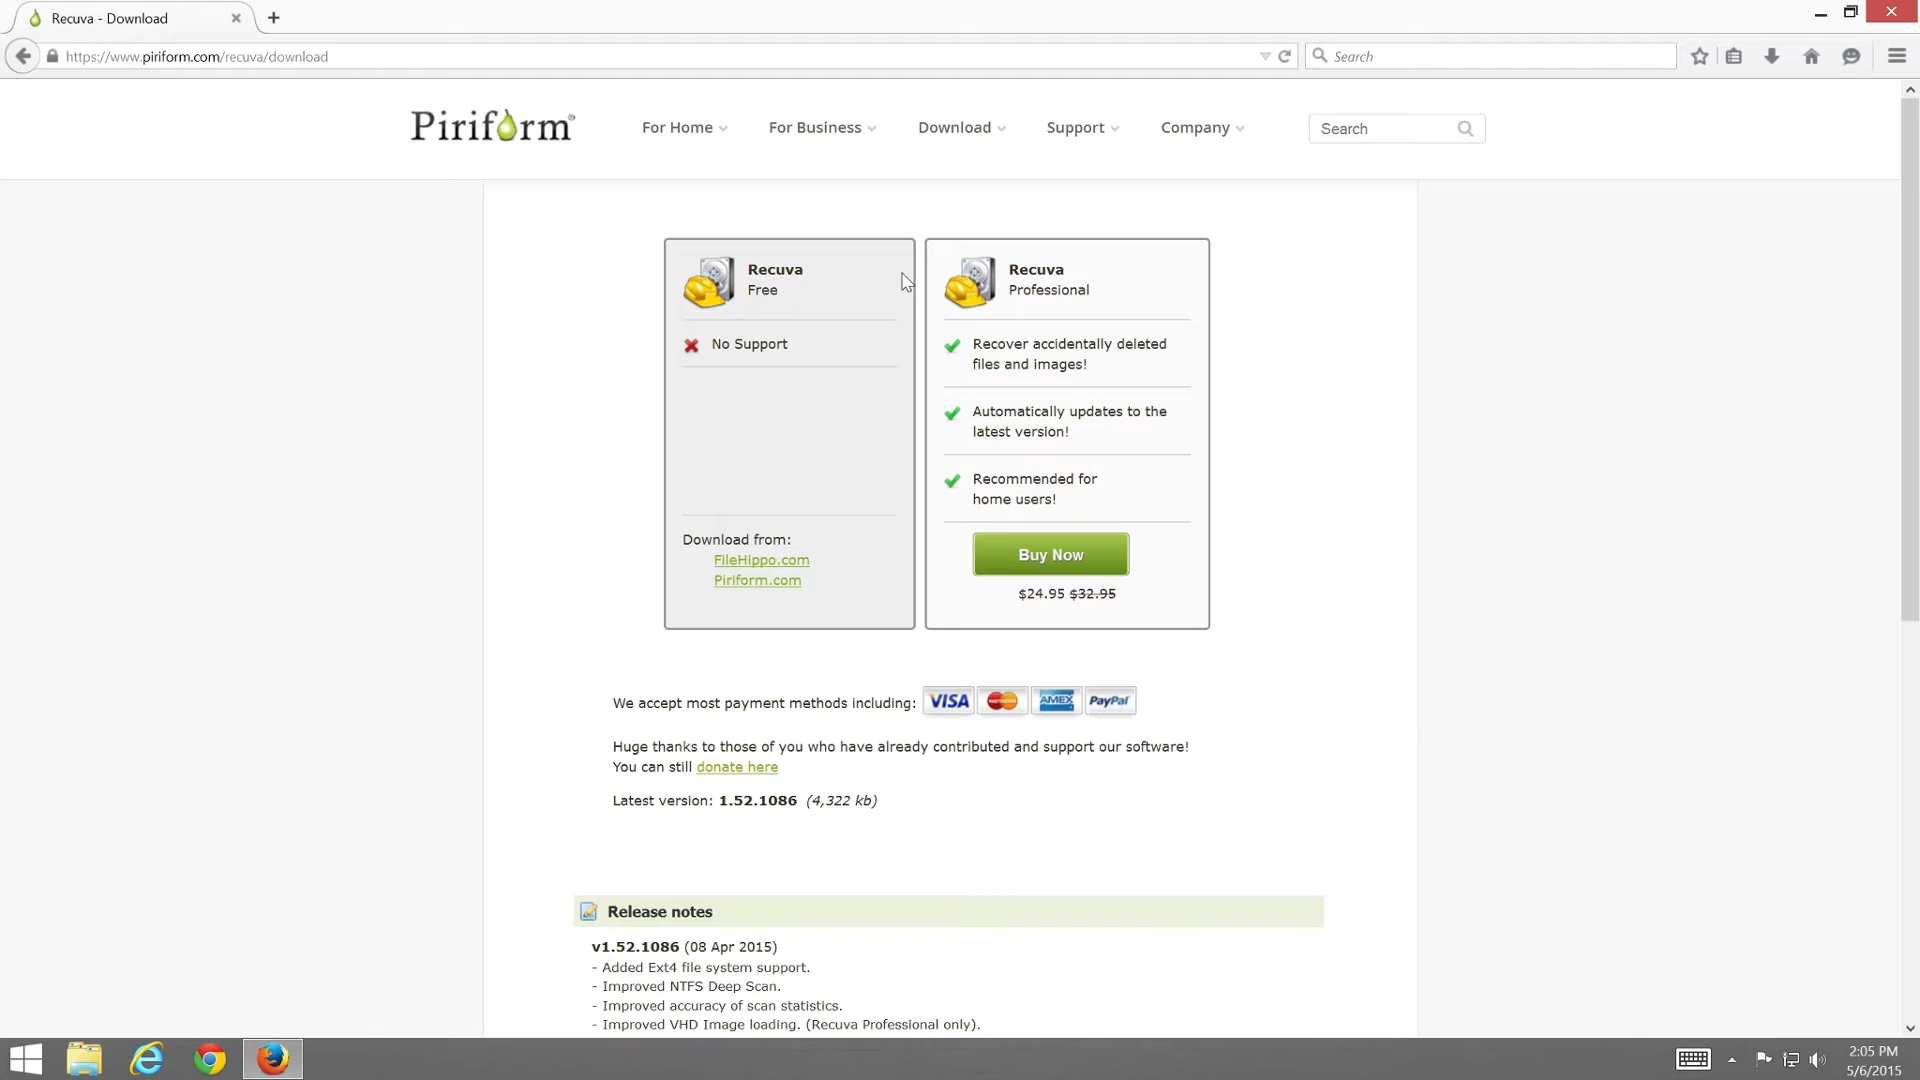 Recuva - Download
https://www.piriform.com/recuva/download
Search
Piriform®
For Home
For Business
Download
Support
Company
Search
Recuva
Free
No Support
Download from:
FileHippo.com
Piriform.com
Recuva
Professional
Recover accidentally deleted
files and images!
Automatically updates to the
latest version!
Recommended for
home users!
Buy Now
$24.95 $32.95
We accept most payment methods including: VISA MasterCard AMEX PayPal
Huge thanks to those of you who have already contributed and support our software!
You can still donate here
Latest version: 1.52.1086 (4,322 kb)
Release notes
v1.52.1086 (08 Apr 2015)
- Added Ext4 file system support.
- Improved NTFS Deep Scan.
- Improved accuracy of scan statistics.
- Improved VHD Image loading. (Recuva Professional only).
2:05 PM
5/6/2015